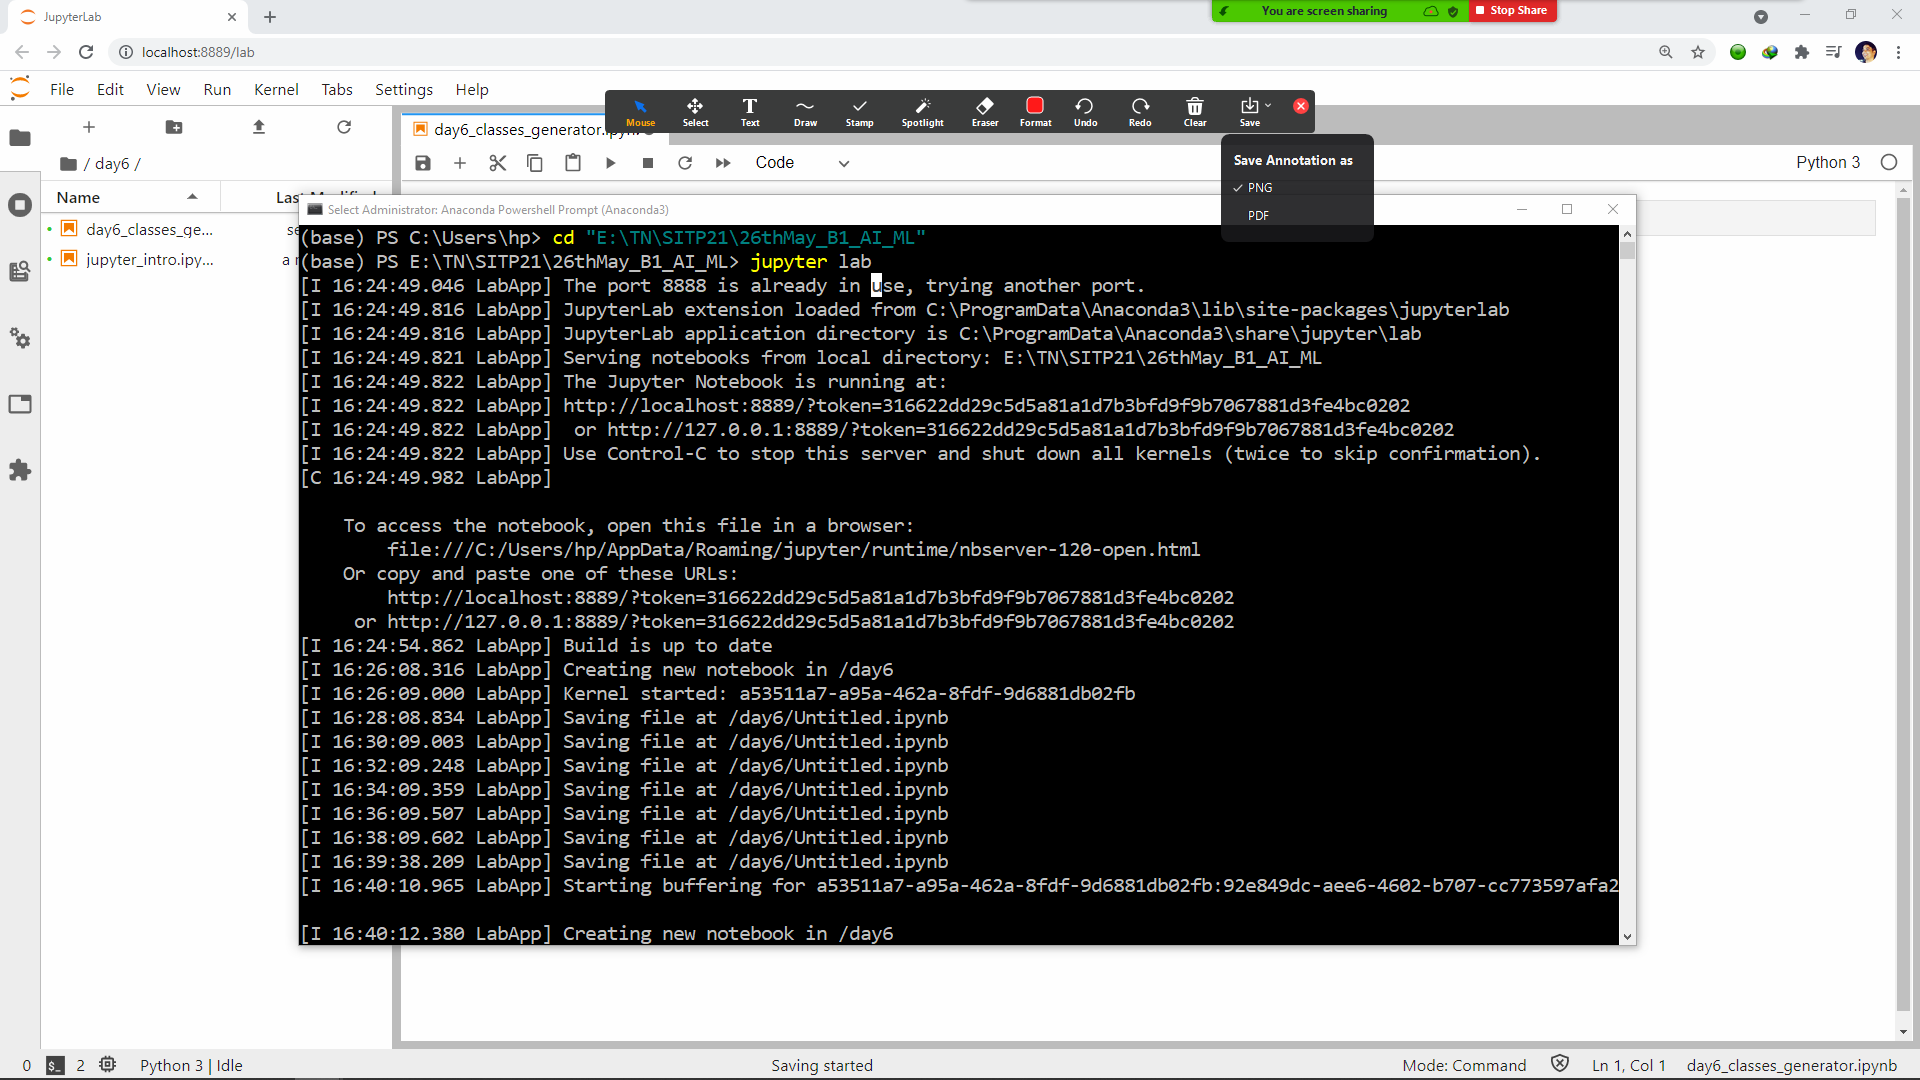 JupyterLab
You are screen sharing
Stop Share
localhost:8889/lab
File Edit View Run Kernel Tabs Settings Help
Mouse Select Text Draw Stamp Spotlight Eraser Format Undo Redo Clear Save
day6_classes_generator.ipyn
/ day6 /
Code
Python 3
Save Annotation as
PNG
PDF
Name
day6_classes_ge...
jupyter_intro.ipy...
Select Administrator: Anaconda Powershell Prompt (Anaconda3)
(base) PS C:\Users\hp> cd "E:\TN\SITP21\26thMay_B1_AI_ML"
(base) PS E:\TN\SITP21\26thMay_B1_AI_ML> jupyter lab
[I 16:24:49.046 LabApp] The port 8888 is already in use, trying another port.
[I 16:24:49.816 LabApp] JupyterLab extension loaded from C:\ProgramData\Anaconda3\lib\site-packages\jupyterlab
[I 16:24:49.816 LabApp] JupyterLab application directory is C:\ProgramData\Anaconda3\share\jupyter\lab
[I 16:24:49.821 LabApp] Serving notebooks from local directory: E:\TN\SITP21\26thMay_B1_AI_ML
[I 16:24:49.822 LabApp] The Jupyter Notebook is running at:
[I 16:24:49.822 LabApp] http://localhost:8889/?token=316622dd29c5d5a81a1d7b3bfd9f9b7067881d3fe4bc0202
[I 16:24:49.822 LabApp]  or http://127.0.0.1:8889/?token=316622dd29c5d5a81a1d7b3bfd9f9b7067881d3fe4bc0202
[I 16:24:49.822 LabApp] Use Control-C to stop this server and shut down all kernels (twice to skip confirmation).
[C 16:24:49.982 LabApp]
To access the notebook, open this file in a browser:
file:///C:/Users/hp/AppData/Roaming/jupyter/runtime/nbserver-120-open.html
Or copy and paste one of these URLs:
http://localhost:8889/?token=316622dd29c5d5a81a1d7b3bfd9f9b7067881d3fe4bc0202
or http://127.0.0.1:8889/?token=316622dd29c5d5a81a1d7b3bfd9f9b7067881d3fe4bc0202
[I 16:24:54.862 LabApp] Build is up to date
[I 16:26:08.316 LabApp] Creating new notebook in /day6
[I 16:26:09.000 LabApp] Kernel started: a53511a7-a95a-462a-8fdf-9d6881db02fb
[I 16:28:08.834 LabApp] Saving file at /day6/Untitled.ipynb
[I 16:30:09.003 LabApp] Saving file at /day6/Untitled.ipynb
[I 16:32:09.248 LabApp] Saving file at /day6/Untitled.ipynb
[I 16:34:09.359 LabApp] Saving file at /day6/Untitled.ipynb
[I 16:36:09.507 LabApp] Saving file at /day6/Untitled.ipynb
[I 16:38:09.602 LabApp] Saving file at /day6/Untitled.ipynb
[I 16:39:38.209 LabApp] Saving file at /day6/Untitled.ipynb
[I 16:40:10.965 LabApp] Starting buffering for a53511a7-a95a-462a-8fdf-9d6881db02fb:92e849dc-aee6-4602-b707-cc773597afa2
[I 16:40:12.380 LabApp] Creating new notebook in /day6
0 $_ 2 Python 3 | Idle
Saving started
Mode: Command
Ln 1, Col 1
day6_classes_generator.ipynb